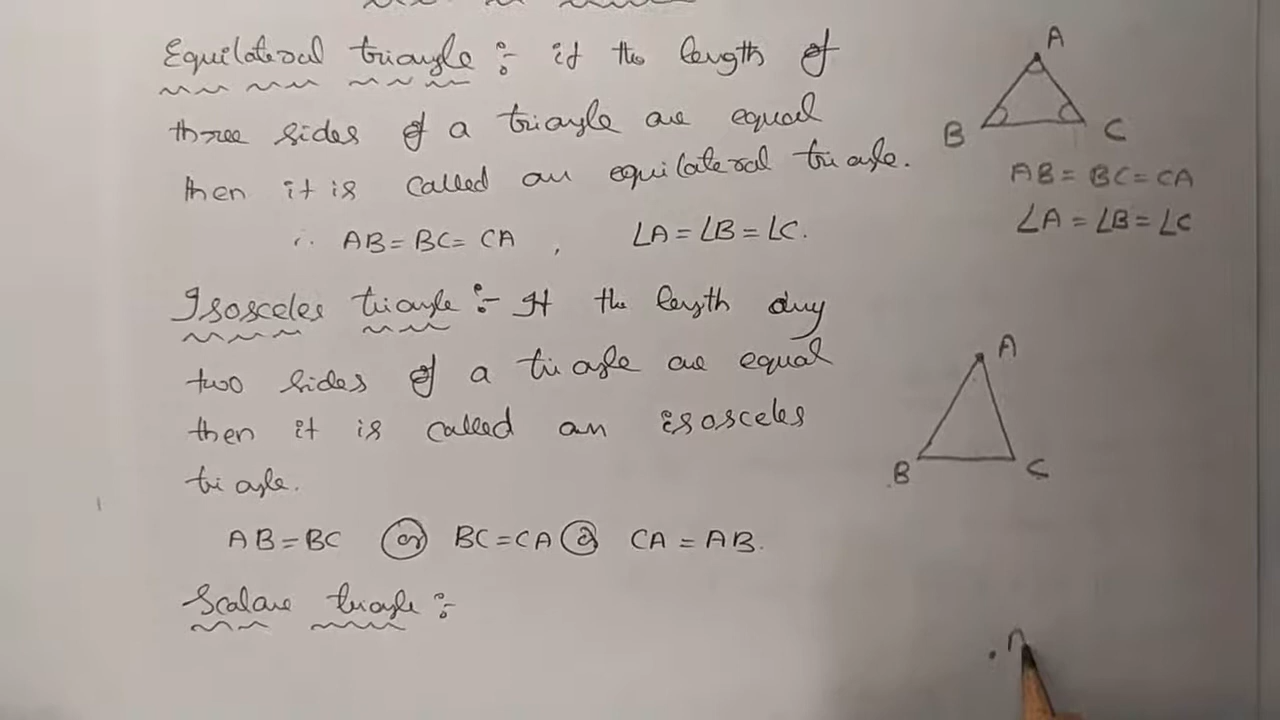 Equilateral triangle :- if the length of
three sides of a triangle are equal
then it is called an equilateral triangle.
∴ AB = BC = CA , ∠A = ∠B = ∠C.
A
B C
AB = BC = CA
∠A = ∠B = ∠C
Isosceles triangle :- If the length any
two sides of a triangle are equal
then it is called an isosceles
triangle.
AB = BC or BC = CA or CA = AB.
A
B C
Scalane triangle :-